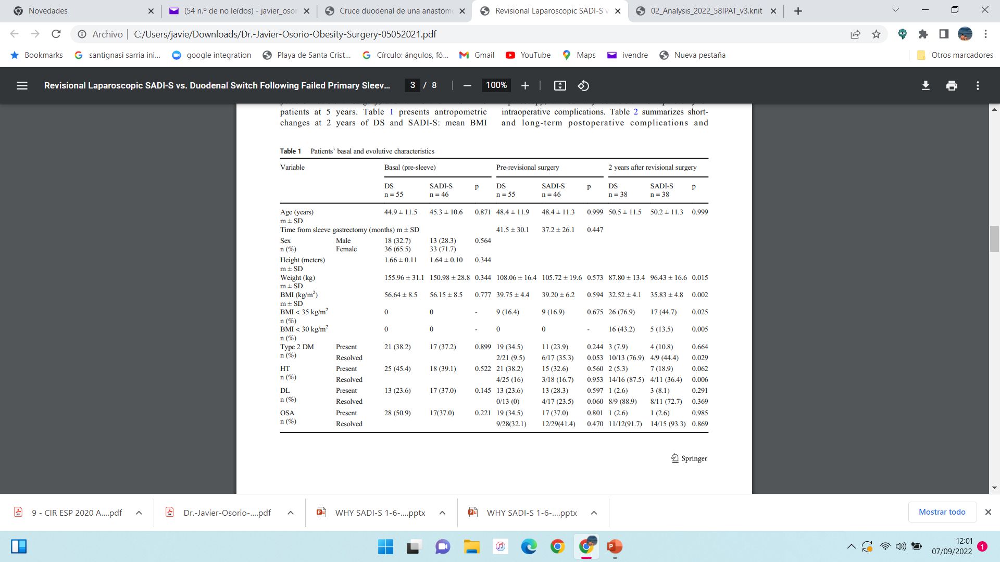 Novedades
(54 n.º de no leídos) - javier_osor
Cruce duodenal de una anastom
Revisional Laparoscopic SADI-S v
02_Analysis_2022_58IPAT_v3.knit
Archivo
C:/Users/javie/Downloads/Dr.-Javier-Osorio-Obesity-Surgery-05052021.pdf
Bookmarks santignasi sarria ini... google integration Playa de Santa Crist... Círculo: ángulos, fó... Gmail YouTube Maps ivendre Nueva pestaña Otros marcadores
Revisional Laparoscopic SADI-S vs. Duodenal Switch Following Failed Primary Sleev... 3 / 8 100%
patients at 5 years. Table 1 presents antropometric
changes at 2 years of DS and SADI-S: mean BMI
intraoperative complications. Table 2 summarizes short-
and long-term postoperative complications and
Table 1 Patients' basal and evolutive characteristics
Variable Basal (pre-sleeve) Pre-revisional surgery 2 years after revisional surgery
DS SADI-S p DS SADI-S p DS SADI-S p
n = 55 n = 46 n = 55 n = 46 n = 38 n = 38
Age (years) 44.9 ± 11.5 45.3 ± 10.6 0.871 48.4 ± 11.9 48.4 ± 11.3 0.999 50.5 ± 11.5 50.2 ± 11.3 0.999
m ± SD
Time from sleeve gastrectomy (months) m ± SD 41.5 ± 30.1 37.2 ± 26.1 0.447
Sex Male 18 (32.7) 13 (28.3) 0.564
n (%) Female 36 (65.5) 33 (71.7)
Height (meters) 1.66 ± 0.11 1.64 ± 0.10 0.344
m ± SD
Weight (kg) 155.96 ± 31.1 150.98 ± 28.8 0.344 108.06 ± 16.4 105.72 ± 19.6 0.573 87.80 ± 13.4 96.43 ± 16.6 0.015
m ± SD
BMI (kg/m²) 56.64 ± 8.5 56.15 ± 8.5 0.777 39.75 ± 4.4 39.20 ± 6.2 0.594 32.52 ± 4.1 35.83 ± 4.8 0.002
m ± SD
BMI < 35 kg/m² 0 0 - 9 (16.4) 9 (16.9) 0.675 26 (76.9) 17 (44.7) 0.025
n (%)
BMI < 30 kg/m² 0 0 - 0 0 - 16 (43.2) 5 (13.5) 0.005
n (%)
Type 2 DM Present 21 (38.2) 17 (37.2) 0.899 19 (34.5) 11 (23.9) 0.244 3 (7.9) 4 (10.8) 0.664
n (%) Resolved 2/21 (9.5) 6/17 (35.3) 0.053 10/13 (76.9) 4/9 (44.4) 0.029
HT Present 25 (45.4) 18 (39.1) 0.522 21 (38.2) 15 (32.6) 0.560 2 (5.3) 7 (18.9) 0.062
n (%) Resolved 4/25 (16) 3/18 (16.7) 0.953 14/16 (87.5) 4/11 (36.4) 0.006
DL Present 13 (23.6) 17 (37.0) 0.145 13 (23.6) 13 (28.3) 0.597 1 (2.6) 3 (8.1) 0.291
n (%) Resolved 0/13 (0) 4/17 (23.5) 0.060 8/9 (88.9) 8/11 (72.7) 0.369
OSA Present 28 (50.9) 17(37.0) 0.221 19 (34.5) 17 (37.0) 0.801 1 (2.6) 1 (2.6) 0.985
n (%) Resolved 9/28(32.1) 12/29(41.4) 0.470 11/12(91.7) 14/15 (93.3) 0.869
Springer
9 - CIR ESP 2020 A....pdf
Dr.-Javier-Osorio-....pdf
WHY SADI-S 1-6-....pptx
WHY SADI-S 1-6-....pptx
Mostrar todo
12:01
07/09/2022
1